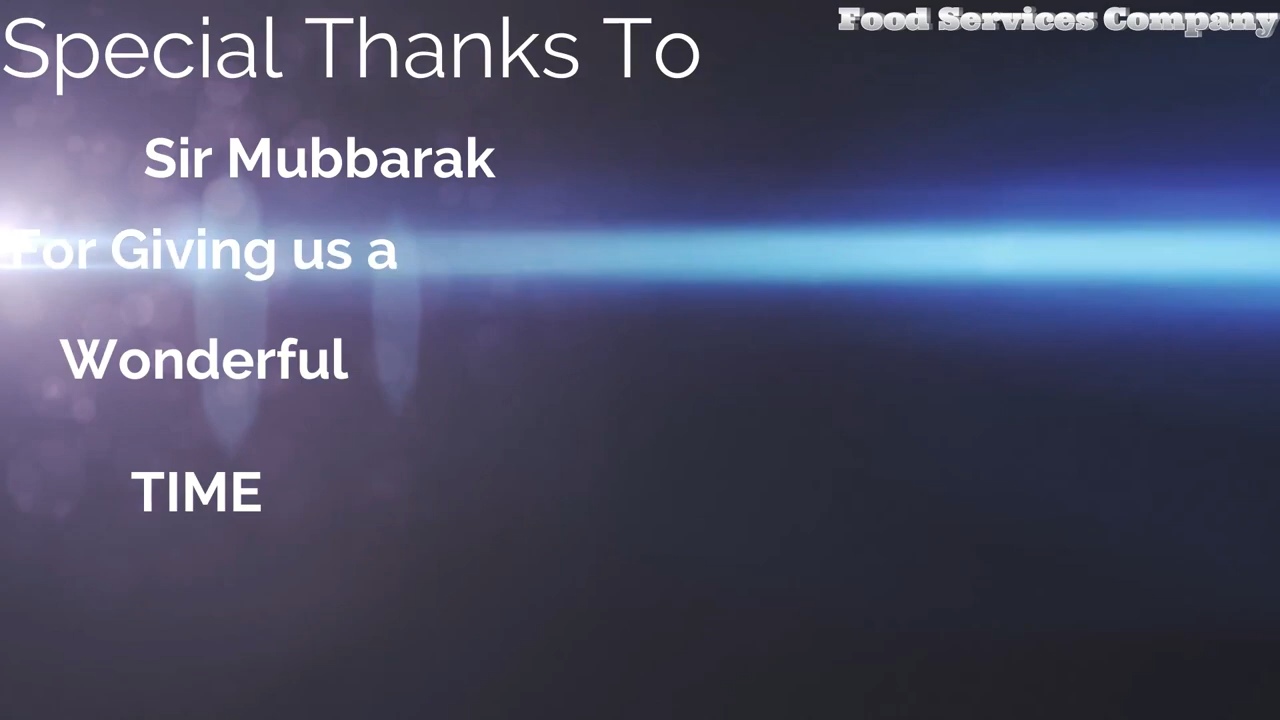 Special Thanks To
Food Services Company
Sir Mubbarak
For Giving us a
Wonderful
TIME